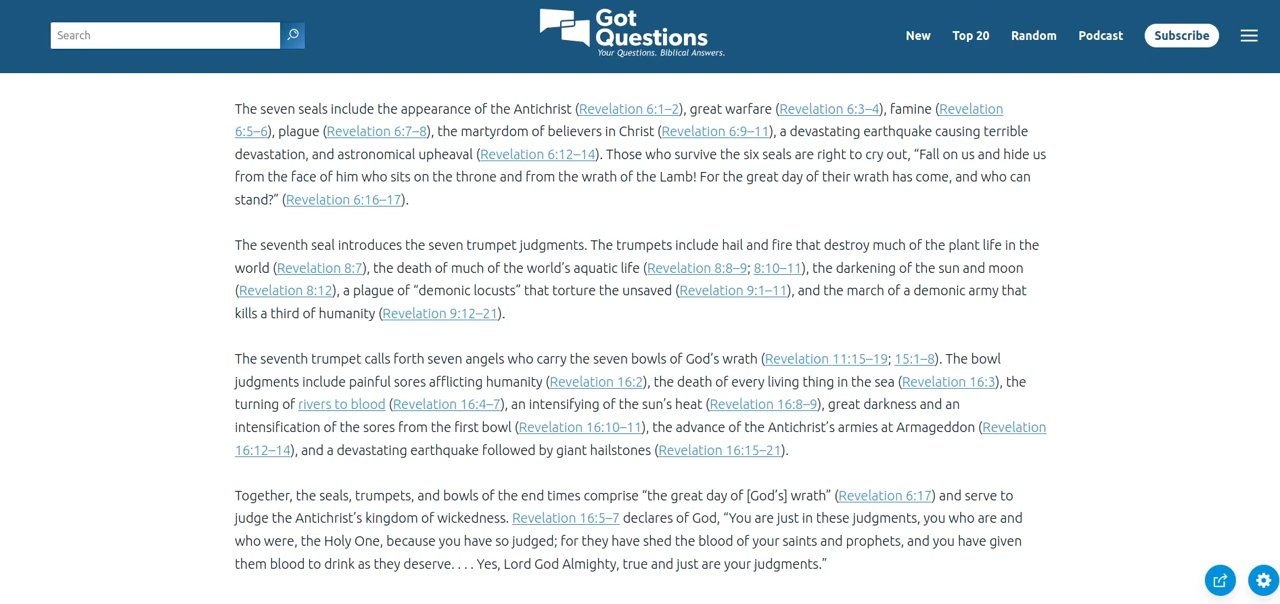 Search
Got
Questions
Your Questions. Biblical Answers.
New Top 20 Random Podcast Subscribe
The seven seals include the appearance of the Antichrist (Revelation 6:1–2), great warfare (Revelation 6:3–4), famine (Revelation
6:5–6), plague (Revelation 6:7–8), the martyrdom of believers in Christ (Revelation 6:9–11), a devastating earthquake causing terrible
devastation, and astronomical upheaval (Revelation 6:12–14). Those who survive the six seals are right to cry out, “Fall on us and hide us
from the face of him who sits on the throne and from the wrath of the Lamb! For the great day of their wrath has come, and who can
stand?” (Revelation 6:16–17).
The seventh seal introduces the seven trumpet judgments. The trumpets include hail and fire that destroy much of the plant life in the
world (Revelation 8:7), the death of much of the world’s aquatic life (Revelation 8:8–9; 8:10–11), the darkening of the sun and moon
(Revelation 8:12), a plague of “demonic locusts” that torture the unsaved (Revelation 9:1–11), and the march of a demonic army that
kills a third of humanity (Revelation 9:12–21).
The seventh trumpet calls forth seven angels who carry the seven bowls of God’s wrath (Revelation 11:15–19; 15:1–8). The bowl
judgments include painful sores afflicting humanity (Revelation 16:2), the death of every living thing in the sea (Revelation 16:3), the
turning of rivers to blood (Revelation 16:4–7), an intensifying of the sun’s heat (Revelation 16:8–9), great darkness and an
intensification of the sores from the first bowl (Revelation 16:10–11), the advance of the Antichrist’s armies at Armageddon (Revelation
16:12–14), and a devastating earthquake followed by giant hailstones (Revelation 16:15–21).
Together, the seals, trumpets, and bowls of the end times comprise “the great day of [God’s] wrath” (Revelation 6:17) and serve to
judge the Antichrist’s kingdom of wickedness. Revelation 16:5–7 declares of God, “You are just in these judgments, you who are and
who were, the Holy One, because you have so judged; for they have shed the blood of your saints and prophets, and you have given
them blood to drink as they deserve. . . . Yes, Lord God Almighty, true and just are your judgments.”